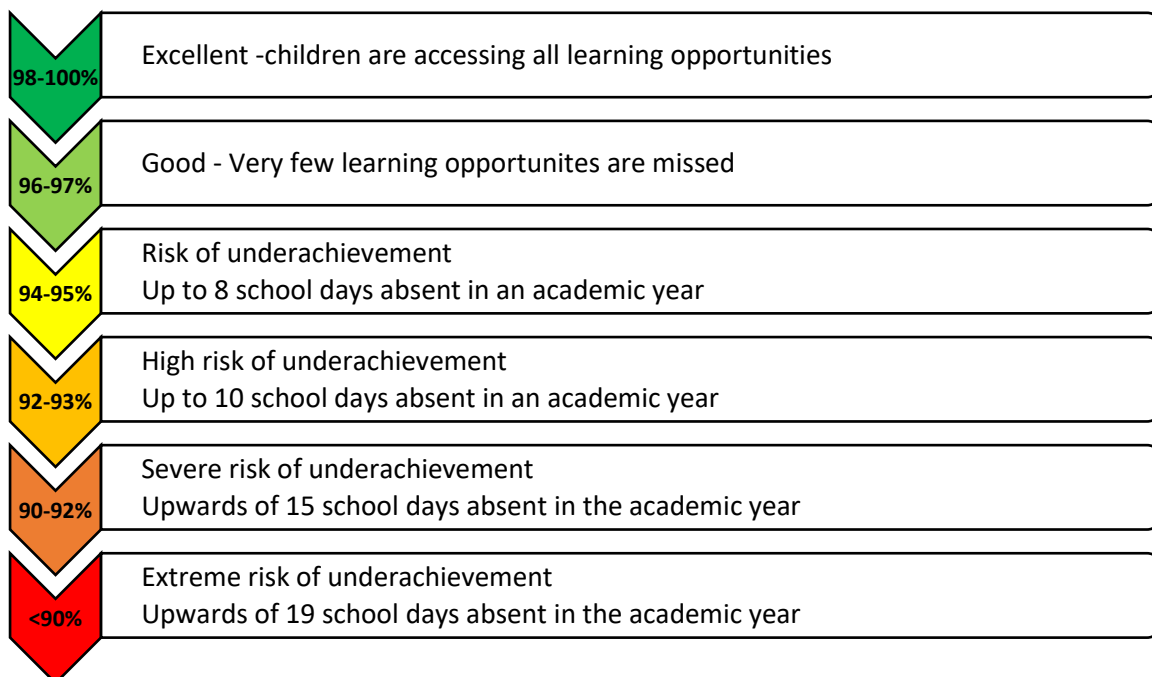 98-100%
Excellent -children are accessing all learning opportunities
96-97%
Good - Very few learning opportunites are missed
94-95%
Risk of underachievement
Up to 8 school days absent in an academic year
92-93%
High risk of underachievement
Up to 10 school days absent in an academic year
90-92%
Severe risk of underachievement
Upwards of 15 school days absent in the academic year
<90%
Extreme risk of underachievement
Upwards of 19 school days absent in the academic year